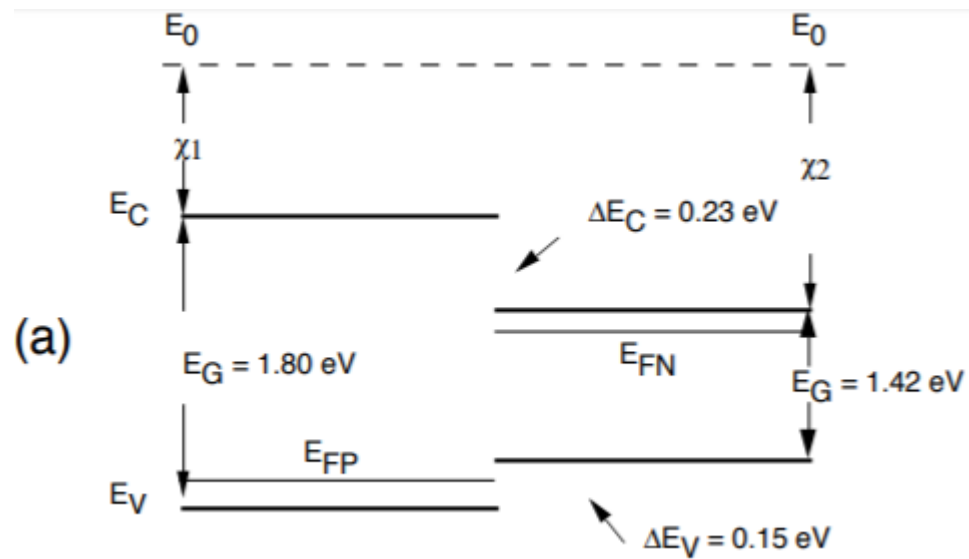 E0 E0
χ1 χ2
EC ΔEC = 0.23 eV
(a)
EG = 1.80 eV EFN EG = 1.42 eV
EFP
EV ΔEV = 0.15 eV